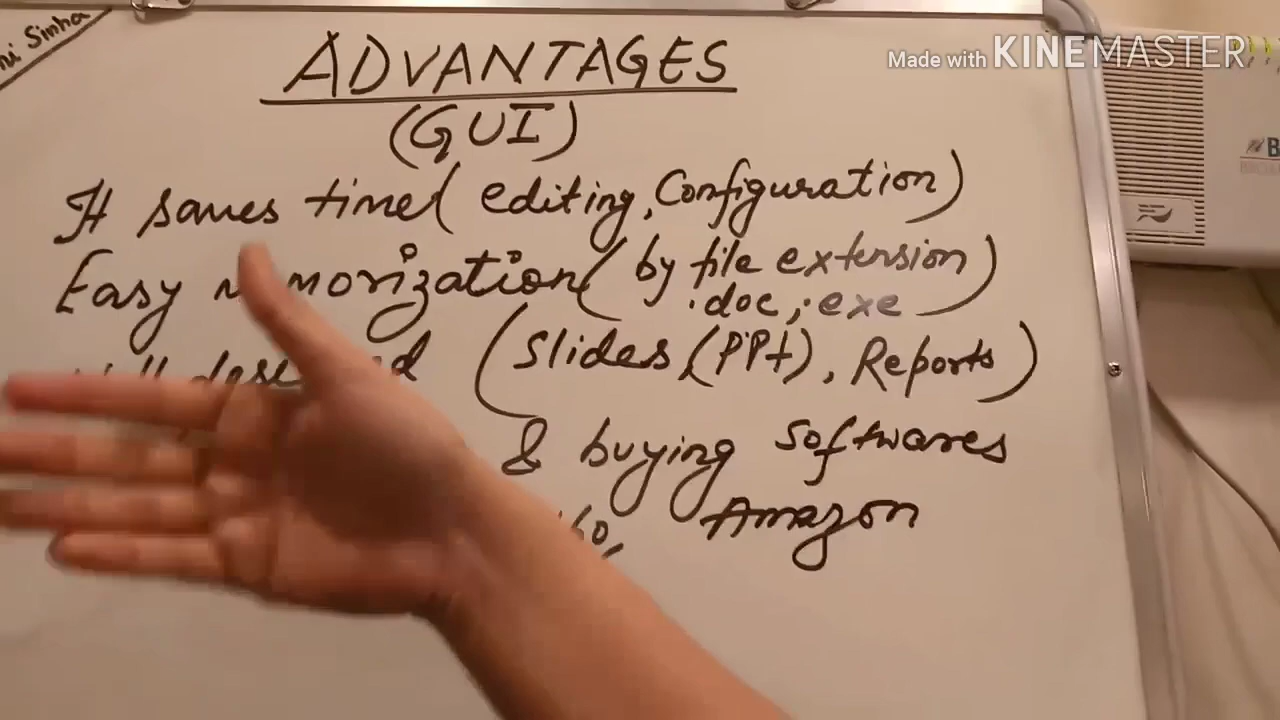 Sinha
Made with KINEMASTER
ADVANTAGES
(GUI)
It saves time( editing, Configuration)
Easy (by file extension)
.doc, .exe
(Slides, (PPt), Reports)
& buying Softwares
Amazon